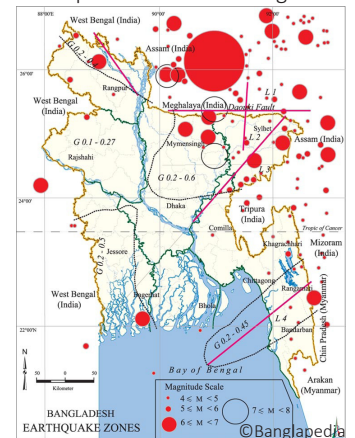 West Bengal (India)
90°00'
Assam (India)
G 0.2-0.4
26°00'
Rangpur
L 1
Meghalaya (India)
Dauki Fault
West Bengal
(India)
L 2
Sylhet
Assam (India)
Mymensingh
G 0.1 - 0.27
L 3
Rajshahi
G 0.2 - 0.6
24°00'
Dhaka
Tripura
(India)
Tropic of Cancer
Comilla
Khagrachhari
Mizoram
(India)
G 0.2 - 0.5
Jessore
Chittagong
Rangamati
West Bengal
(India)
Bagerhat
Bhola
L 4
Bandarban
Chin Pradesh (Myanmar)
22°00'
G 0.2 - 0.45
Bay of Bengal
Arakan
(Myanmar)
N
50 0 50
Kilometer
Magnitude Scale
4 ≤ M < 5
5 ≤ M < 6
6 ≤ M < 7
7 ≤ M < 8
BANGLADESH
EARTHQUAKE ZONES
©Banglapedia